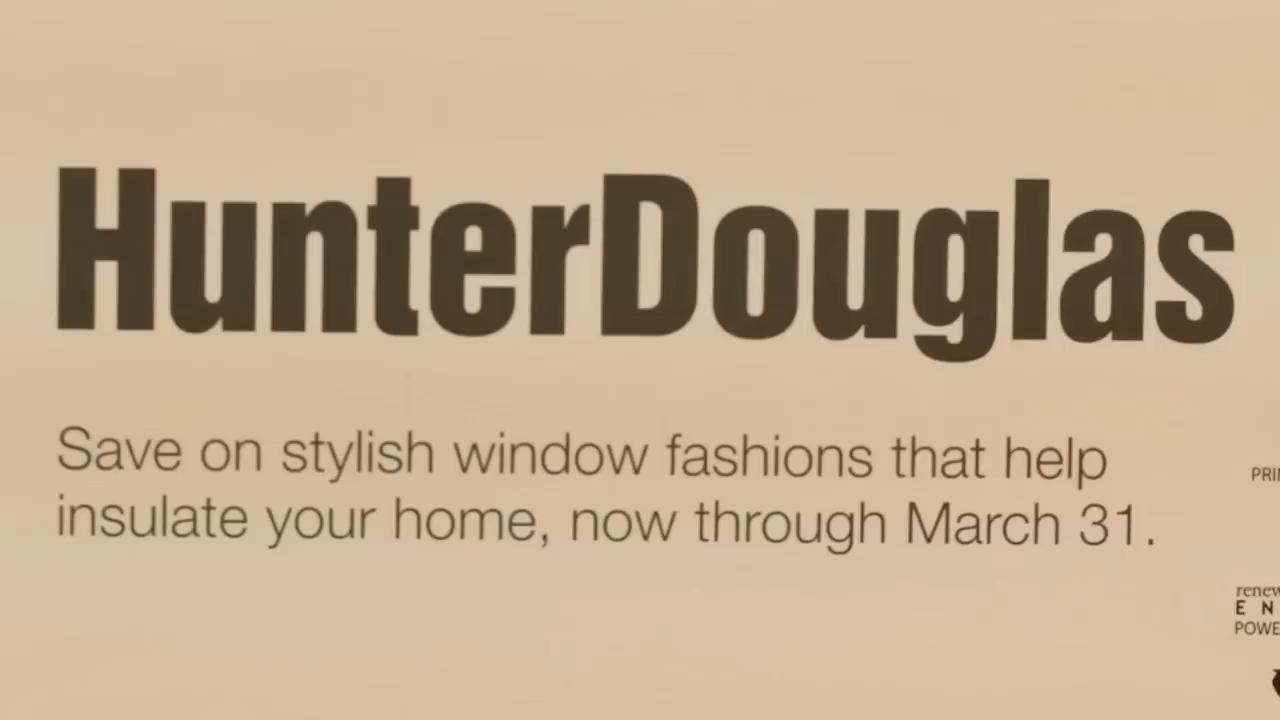 HunterDouglas
Save on stylish window fashions that help
insulate your home, now through March 31.